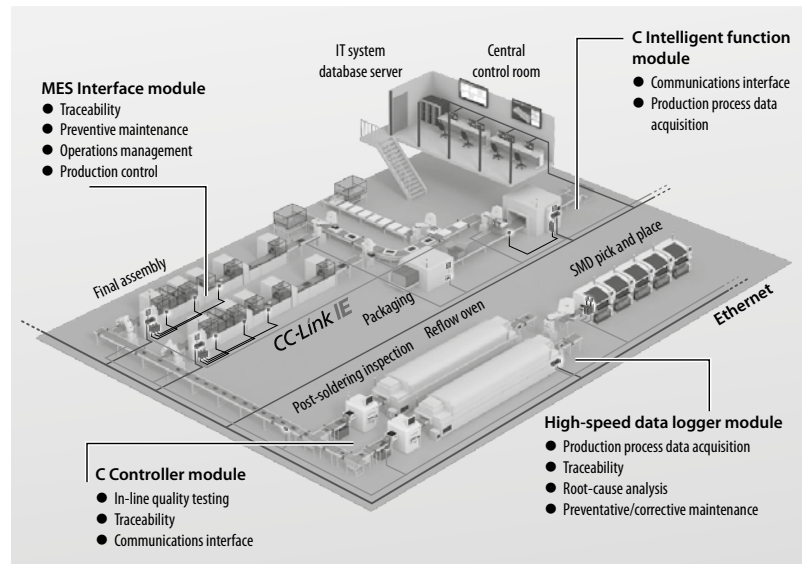 IT system
database server
Central
control room
C Intelligent function
module
● Communications interface
● Production process data
acquisition
MES Interface module
● Traceability
● Preventive maintenance
● Operations management
● Production control
Final assembly
CC-Link IE
Packaging
SMD pick and place
Reflow oven
Ethernet
Post-soldering inspection
High-speed data logger module
● Production process data acquisition
● Traceability
● Root-cause analysis
● Preventative/corrective maintenance
C Controller module
● In-line quality testing
● Traceability
● Communications interface